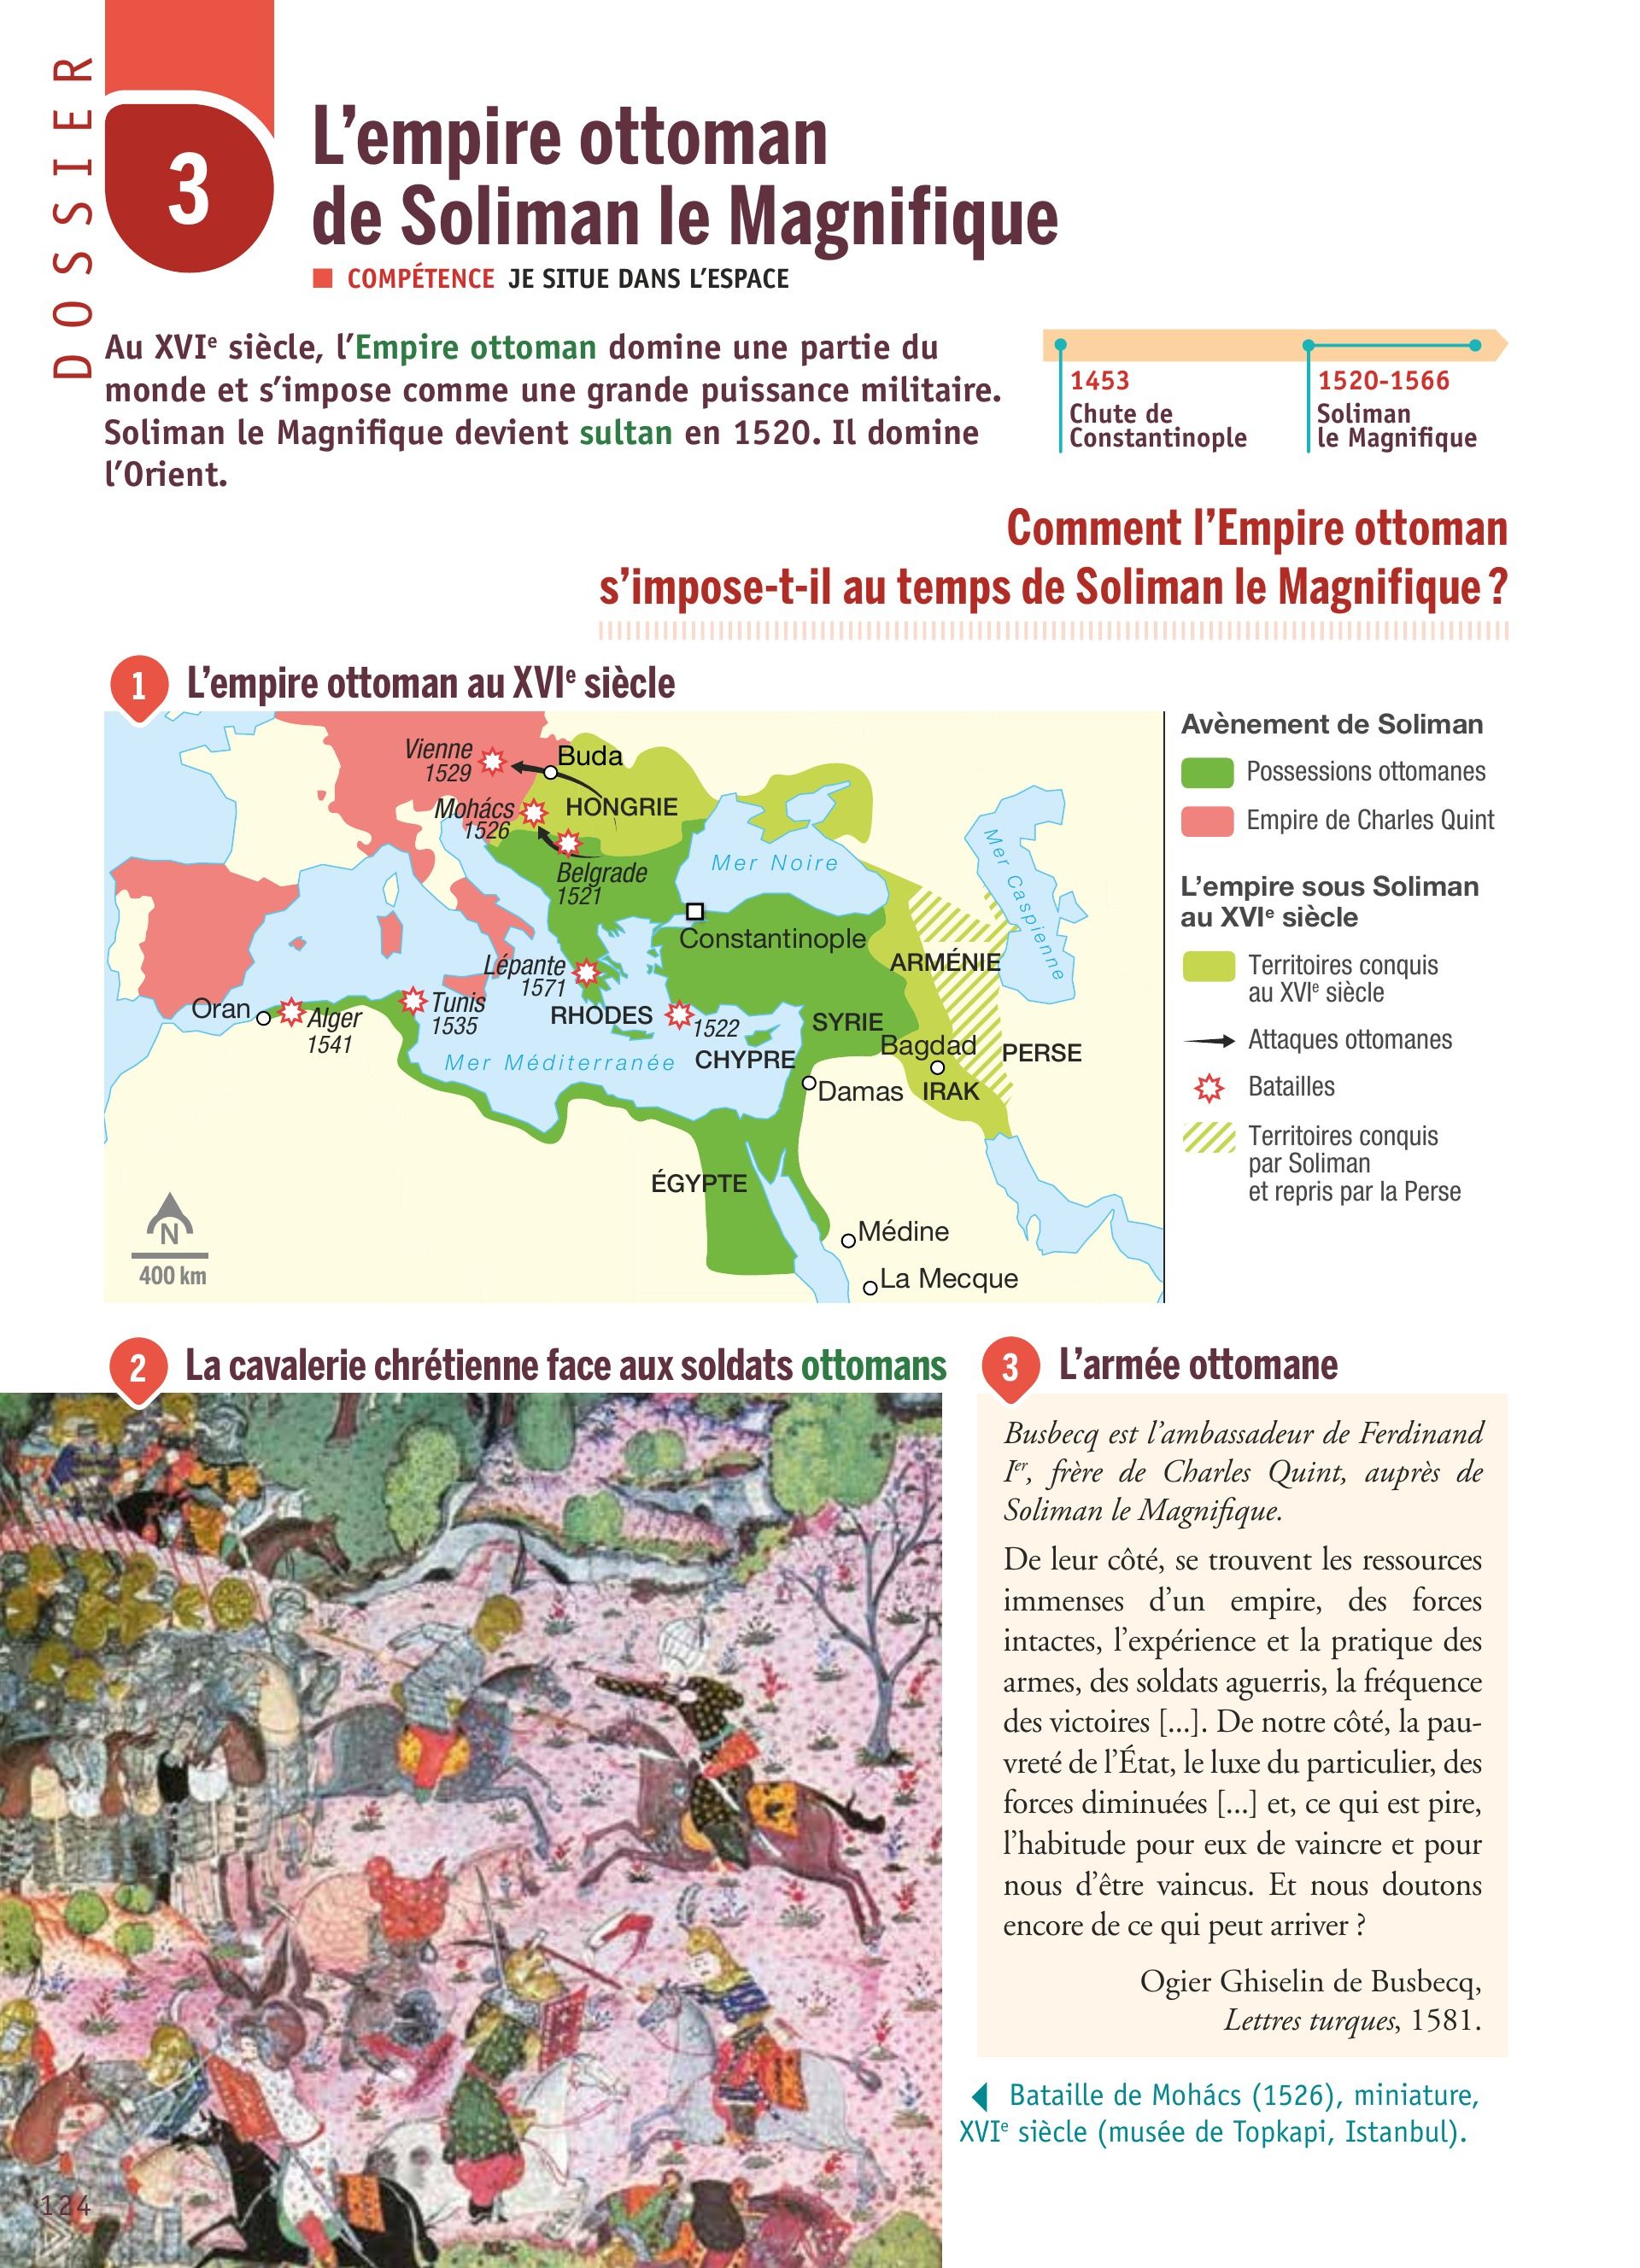 DOSSIER
3
L’empire ottoman
de Soliman le Magnifique
COMPÉTENCE JE SITUE DANS L’ESPACE
Au XVIe siècle, l’Empire ottoman domine une partie du
monde et s’impose comme une grande puissance militaire.
Soliman le Magnifique devient sultan en 1520. Il domine
l’Orient.
1453
Chute de
Constantinople
1520-1566
Soliman
le Magnifique
Comment l’Empire ottoman
s’impose-t-il au temps de Soliman le Magnifique ?
1 L’empire ottoman au XVIe siècle
Vienne
1529
Buda
Mohács
1526
HONGRIE
Belgrade
1521
Mer Noire
Mer Caspienne
Constantinople
ARMÉNIE
Lépante
1571
Oran
Alger
1541
Tunis
1535
RHODES
1522
SYRIE
Bagdad
PERSE
Mer Méditerranée
CHYPRE
Damas
IRAK
ÉGYPTE
Médine
La Mecque
N
400 km
Avènement de Soliman
Possessions ottomanes
Empire de Charles Quint
L’empire sous Soliman
au XVIe siècle
Territoires conquis
au XVIe siècle
Attaques ottomanes
Batailles
Territoires conquis
par Soliman
et repris par la Perse
2 La cavalerie chrétienne face aux soldats ottomans
3 L’armée ottomane
Busbecq est l’ambassadeur de Ferdinand
Ier, frère de Charles Quint, auprès de
Soliman le Magnifique.
De leur côté, se trouvent les ressources
immenses d’un empire, des forces
intactes, l’expérience et la pratique des
armes, des soldats aguerris, la fréquence
des victoires [...]. De notre côté, la pau-
vreté de l’État, le luxe du particulier, des
forces diminuées [...] et, ce qui est pire,
l’habitude pour eux de vaincre et pour
nous d’être vaincus. Et nous doutons
encore de ce qui peut arriver ?
Ogier Ghiselin de Busbecq,
Lettres turques, 1581.
Bataille de Mohács (1526), miniature,
XVIe siècle (musée de Topkapi, Istanbul).
124